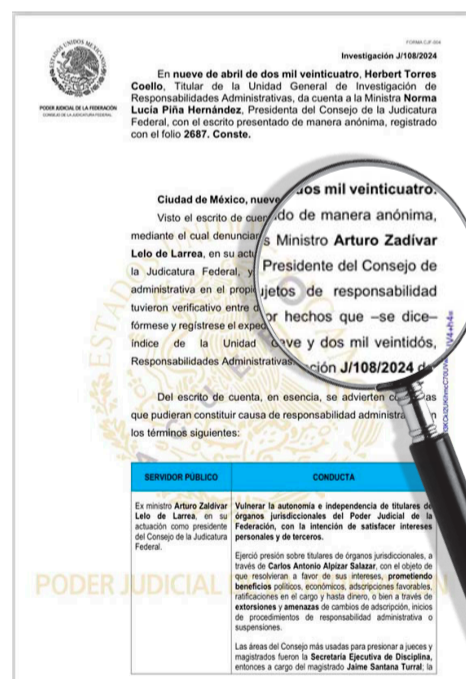 FORMA CJF-004
Investigación J/108/2024
PODER JUDICIAL DE LA FEDERACIÓN
CONSEJO DE LA JUDICATURA FEDERAL
En nueve de abril de dos mil veinticuatro, Herbert Torres
Coello, Titular de la Unidad General de Investigación de
Responsabilidades Administrativas, da cuenta a la Ministra Norma
Lucía Piña Hernández, Presidenta del Consejo de la Judicatura
Federal, con el escrito presentado de manera anónima, registrado
con el folio 2687. Conste.
Ciudad de México, nueve
Visto el escrito de
mediante el cual denuncian
Lelo de Larrea, en su
la Judicatura Federal, y
administrativa en el
tuvieron verificativo entre
fórmese y regístrese el
índice de la Unidad
Responsabilidades Administrativas
dos mil veinticuatro.
do de manera anónima,
s Ministro Arturo Zadívar
Presidente del Consejo de
jetos de responsabilidad
or hechos que –se dice–
ve y dos mil veintidós,
ción J/108/2024
Del escrito de cuenta, en esencia, se advierten
que pudieran constituir causa de responsabilidad
los términos siguientes:
SERVIDOR PÚBLICO
CONDUCTA
Ex ministro Arturo Zaldívar
Lelo de Larrea, en su
actuación como presidente
del Consejo de la Judicatura
Federal.
Vulnerar la autonomía e independencia de titulares de
órganos jurisdiccionales del Poder Judicial de la
Federación, con la intención de satisfacer intereses
personales y de terceros.
Ejerció presión sobre titulares de órganos jurisdiccionales, a
través de Carlos Antonio Alpízar Salazar, con el objeto de
que resolvieran a favor de sus intereses, prometiendo
beneficios políticos, económicos, adscripciones favorables,
ratificaciones en el cargo y hasta dinero, o bien a través de
extorsiones y amenazas de cambios de adscripción, inicios
de procedimientos de responsabilidad administrativa o
suspensiones.
Las áreas del Consejo más usadas para presionar a jueces y
magistrados fueron la Secretaría Ejecutiva de Disciplina,
entonces a cargo del magistrado Jaime Santana Turral; la
PODER JUDICIAL